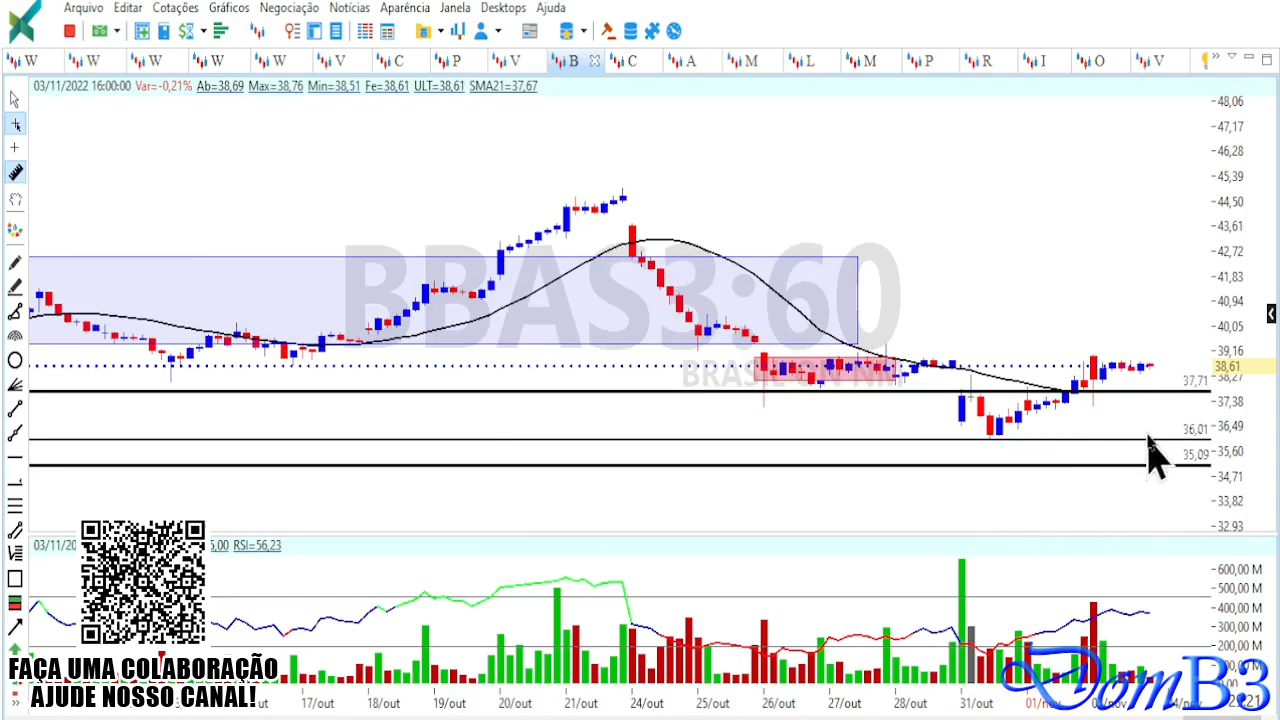 Arquivo Editar Cotações Gráficos Negociação Notícias Aparência Janela Desktops Ajuda
W W W W W V C P V B C A M L M P R I O V
03/11/2022 16:00:00 Var=-0,21% Ab=38,69 Max=38,76 Min=38,51 Fe=38,61 ULT=38,61 SMA21=37,67
48,06
47,17
46,28
45,39
44,50
43,61
42,72
41,83
40,94
40,05
39,16
38,61
38,27
37,71
37,38
36,49
36,01
35,60
35,09
34,71
33,82
32,93
BBAS3:60
BRASIL ON NM
RSI=56,23
600,00 M
500,00 M
400,00 M
300,00 M
200,00 M
FAÇA UMA COLABORAÇÃO
AJUDE NOSSO CANAL!
17/out 18/out 19/out 20/out 21/out 24/out 25/out 26/out 27/out 28/out 31/out
DomB3